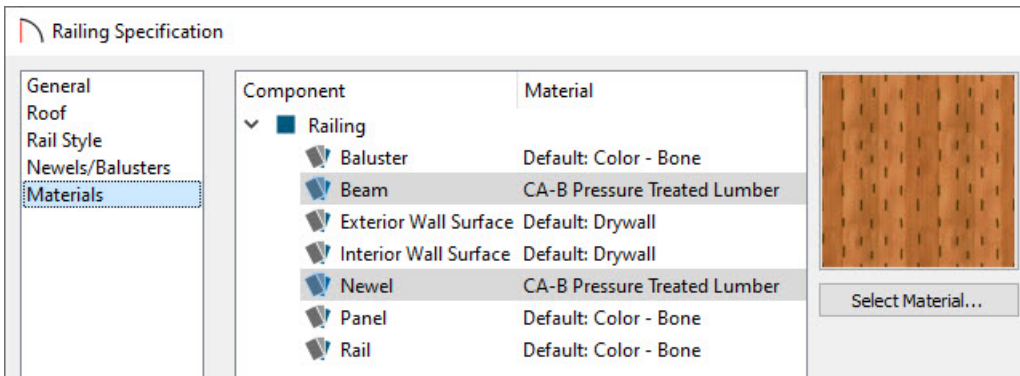 Railing Specification
General
Roof
Rail Style
Newels/Balusters
Materials
Component Material
Railing
Baluster Default: Color - Bone
Beam CA-B Pressure Treated Lumber
Exterior Wall Surface Default: Drywall
Interior Wall Surface Default: Drywall
Newel CA-B Pressure Treated Lumber
Panel Default: Color - Bone
Rail Default: Color - Bone
Select Material...